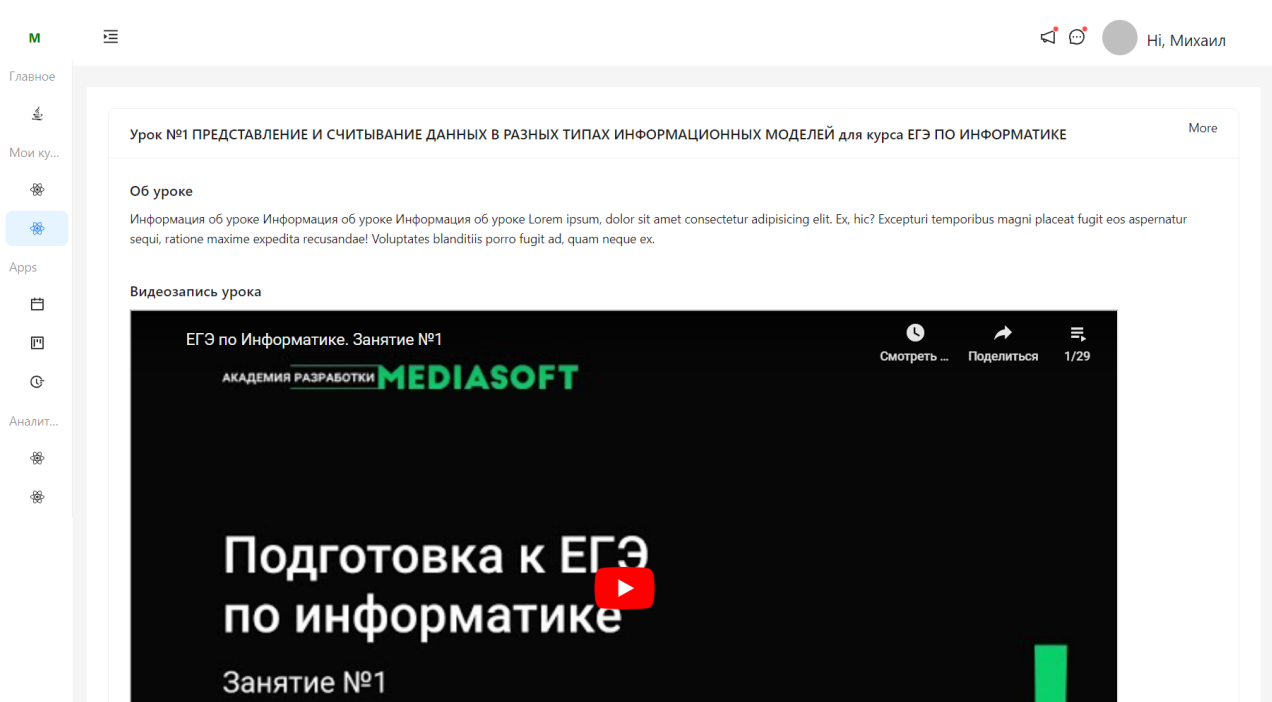 M
Hi, Михаил
Главное
Мои ку...
Apps
Аналит...
Урок №1 ПРЕДСТАВЛЕНИЕ И СЧИТЫВАНИЕ ДАННЫХ В РАЗНЫХ ТИПАХ ИНФОРМАЦИОННЫХ МОДЕЛЕЙ для курса ЕГЭ ПО ИНФОРМАТИКЕ
More
Об уроке
Информация об уроке Информация об уроке Информация об уроке Lorem ipsum, dolor sit amet consectetur adipisicing elit. Ex, hic? Excepturi temporibus magni placeat fugit eos aspernatur
sequi, ratione maxime expedita recusandae! Voluptates blanditiis porro fugit ad, quam neque ex.
Видеозапись урока
ЕГЭ по Информатике. Занятие №1
Смотреть ...
Поделиться
1/29
АКАДЕМИЯ РАЗРАБОТКИ MEDIASOFT
Подготовка к ЕГЭ
по информатике
Занятие №1